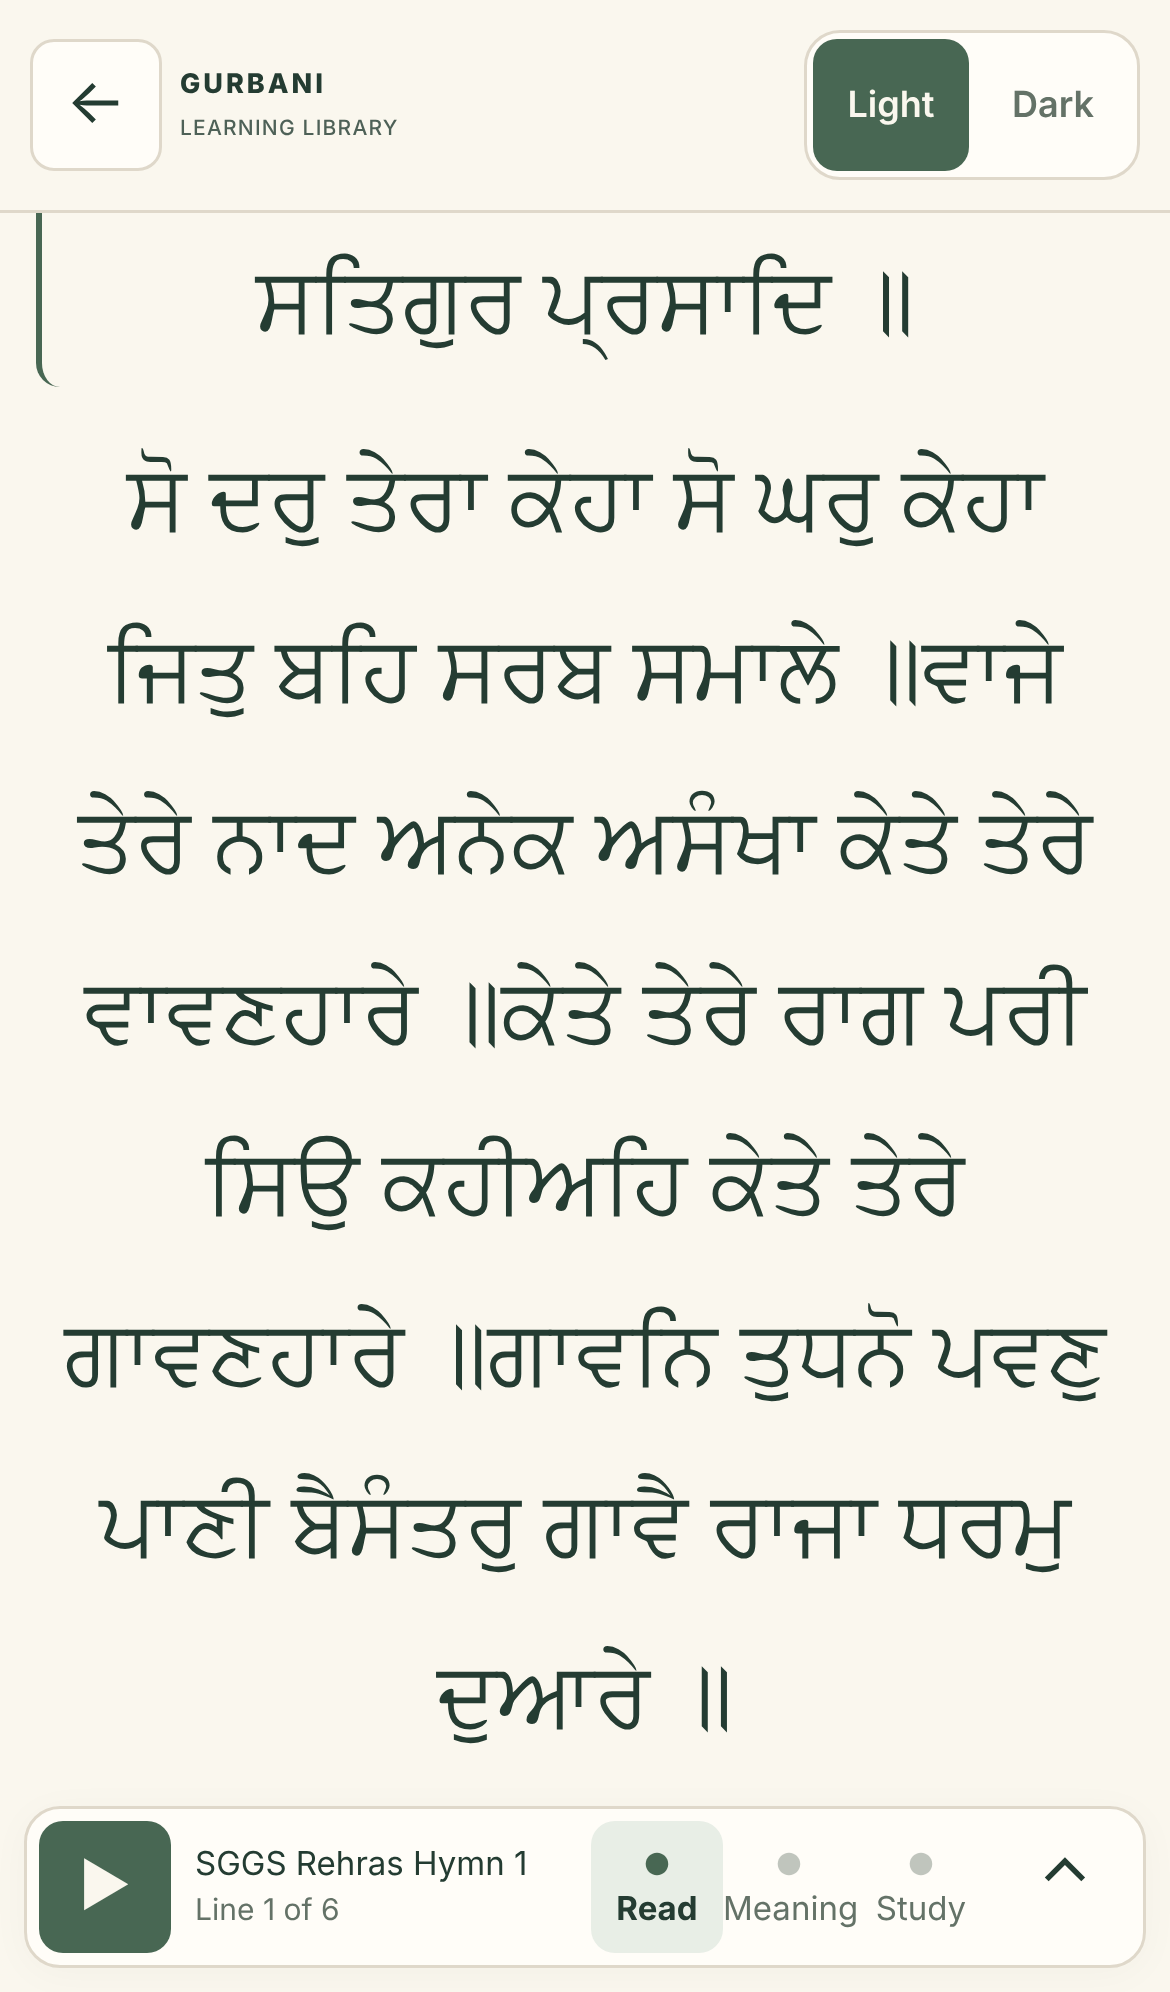 GURBANI
LEARNING LIBRARY
Light
Dark
ਸਤਿਗੁਰ ਪ੍ਰਸਾਦਿ ॥
ਸੋ ਦਰੁ ਤੇਰਾ ਕੇਹਾ ਸੋ ਘਰੁ ਕੇਹਾ
ਜਿਤੁ ਬਹਿ ਸਰਬ ਸਮਾਲੇ ॥ਵਾਜੇ
ਤੇਰੇ ਨਾਦ ਅਨੇਕ ਅਸੰਖਾ ਕੇਤੇ ਤੇਰੇ
ਵਾਵਣਹਾਰੇ ॥ਕੇਤੇ ਤੇਰੇ ਰਾਗ ਪਰੀ
ਸਿਉ ਕਹੀਅਹਿ ਕੇਤੇ ਤੇਰੇ
ਗਾਵਣਹਾਰੇ ॥ਗਾਵਨਿ ਤੁਧਨੋ ਪਵਣੁ
ਪਾਣੀ ਬੈਸੰਤਰੁ ਗਾਵੈ ਰਾਜਾ ਧਰਮੁ
ਦੁਆਰੇ ॥
SGGS Rehras Hymn 1
Line 1 of 6
Read
Meaning
Study